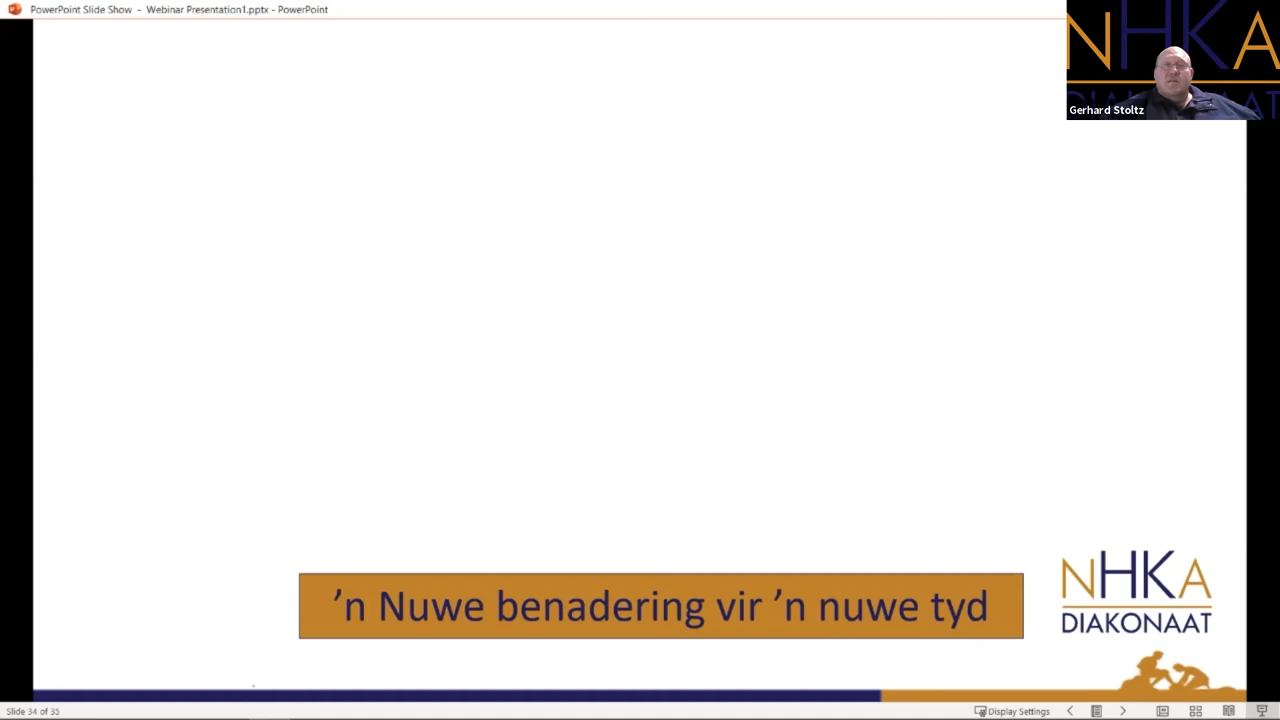 PowerPoint Slide Show - Webinar Presentation1.pptx - PowerPoint
NHKA
DIAKONAAT
Gerhard Stoltz
’n Nuwe benadering vir ’n nuwe tyd
NHKA
DIAKONAAT
Slide 34 of 35
Display Settings